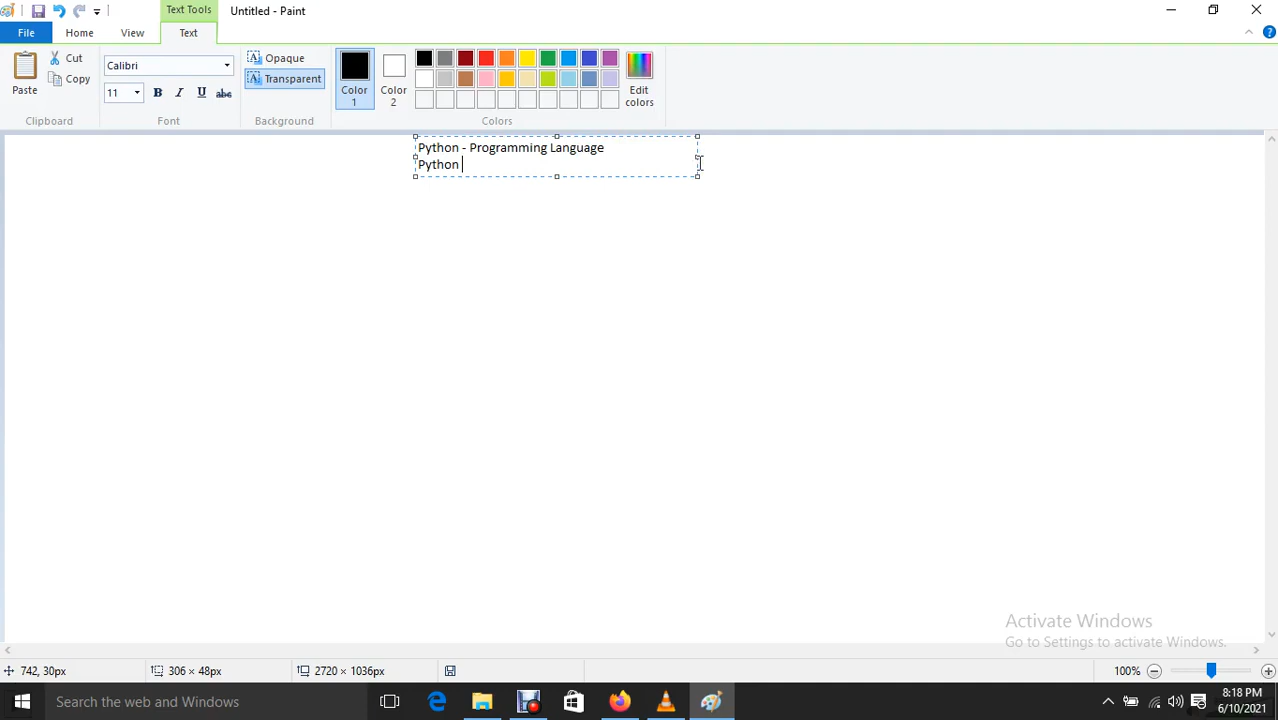 Text Tools
Untitled - Paint
File
Home
View
Text
Paste
Cut
Copy
Calibri
11
B
I
U
abc
Opaque
Transparent
Color
1
Color
2
Edit
colors
Clipboard
Font
Background
Colors
Python - Programming Language
Python
Activate Windows
Go to Settings to activate Windows.
742, 30px
306 × 48px
2720 × 1036px
100%
Search the web and Windows
8:18 PM
6/10/2021